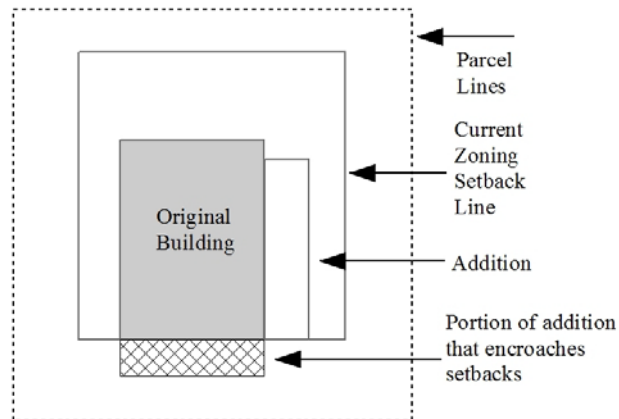 Parcel
Lines
Current
Zoning
Setback
Line
Original
Building
Addition
Portion of addition
that encroaches
setbacks